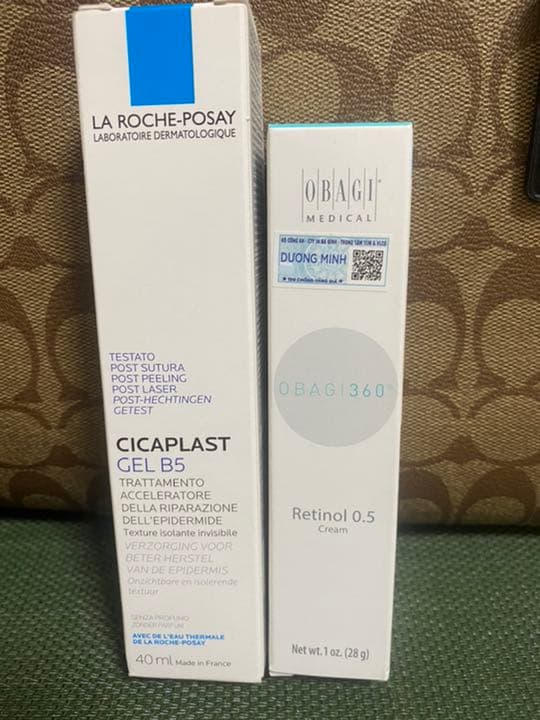 LA ROCHE-POSAY
LABORATOIRE DERMATOLOGIQUE
TESTATO
POST SUTURA
POST PEELING
POST LASER
POST-HECHTINGEN
GETEST
CICAPLAST
GEL B5
TRATTAMENTO
ACCELERATORE
DELLA RIPARAZIONE
DELL'EPIDERMIDE
Texture isolante invisibile
VERZORGING VOOR
BETER HERSTEL
VAN DE EPIDERMIS
Onzichtbare en isolerende
textuur
SENZA PROFUMO
ZONDER PARFUM
AVEC DE L'EAU THERMALE
DE LA ROCHE-POSAY
40 ml Made in France
OBAGI
MEDICAL
DƯƠNG MINH
OBAGI360
Retinol 0.5
Cream
Net wt. 1 oz. (28 g)